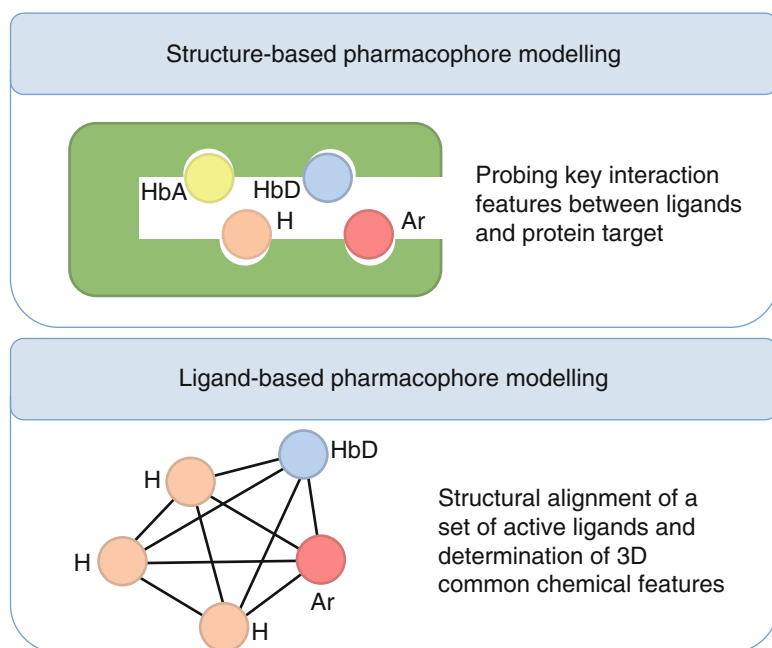 Structure-based pharmacophore modelling
HbA
HbD
H
Ar
Probing key interaction
features between ligands
and protein target
Ligand-based pharmacophore modelling
HbD
H
H
Ar
H
Structural alignment of a
set of active ligands and
determination of 3D
common chemical features